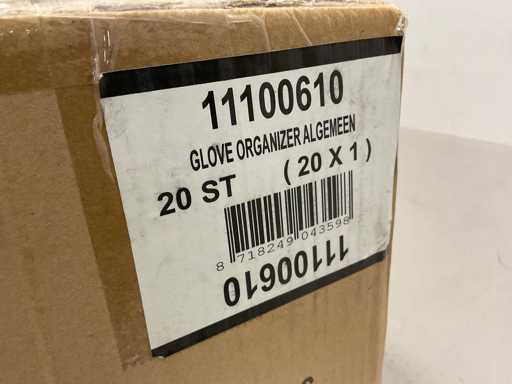 11100610
GLOVE ORGANIZER ALGEMEEN
20 ST ( 20 X 1 )
8 718249 043598
11100610